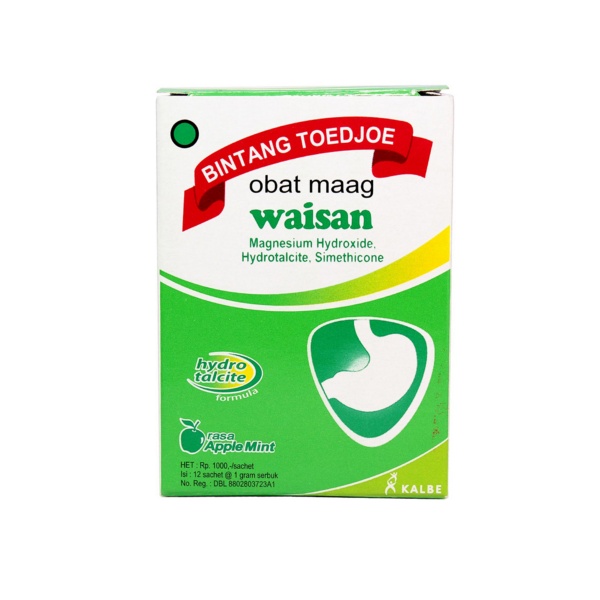 BINTANG TOEDJOE
obat maag
waisan
Magnesium Hydroxide,
Hydrotalcite, Simethicone
hydro
talcite
formula
rasa
Apple Mint
HET : Rp. 1000,-/sachet
Isi : 12 sachet @ 1 gram serbuk
No. Reg. : DBL 8802803723A1
KALBE